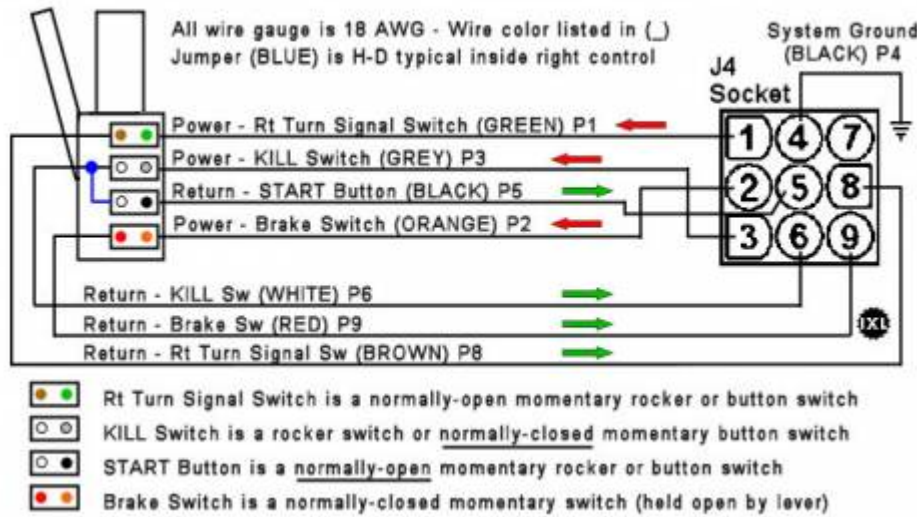 All wire gauge is 18 AWG - Wire color listed in (_)
Jumper (BLUE) is H-D typical inside right control
System Ground
(BLACK) P4
J4
Socket
Power - Rt Turn Signal Switch (GREEN) P1
Power - KILL Switch (GREY) P3
Return - START Button (BLACK) P5
Power - Brake Switch (ORANGE) P2
1 4 7
2 5 8
3 6 9
Return - KILL Sw (WHITE) P6
Return - Brake Sw (RED) P9
Return - Rt Turn Signal Sw (BROWN) P8
IXL
Rt Turn Signal Switch is a normally-open momentary rocker or button switch
KILL Switch is a rocker switch or normally-closed momentary button switch
START Button is a normally-open momentary rocker or button switch
Brake Switch is a normally-closed momentary switch (held open by lever)